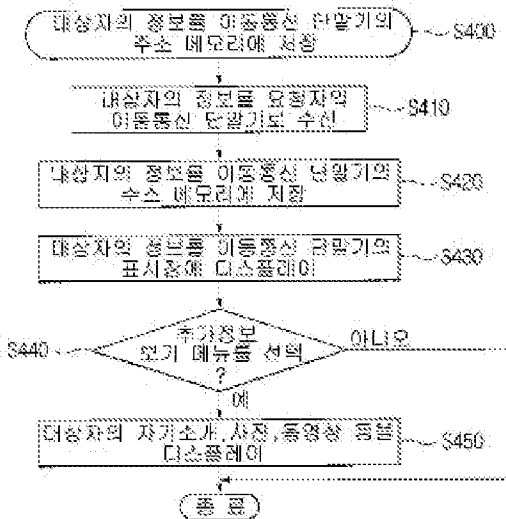 대상자의 정보를 이동통신 단말기의
주소 메모리에 저장
S400
대상자의 정보를 요청자의
이동통신 단말기로 수신
S410
대상자의 정보를 이동통신 단말기의
주소 메모리에 저장
S420
대상자의 정보를 이동통신 단말기의
표시창에 디스플레이
S430
추가정보
보기 메뉴를 선택
?
S440
아니오
예
대상자의 자기소개,사진,동영상 등을
디스플레이
S450
종 료